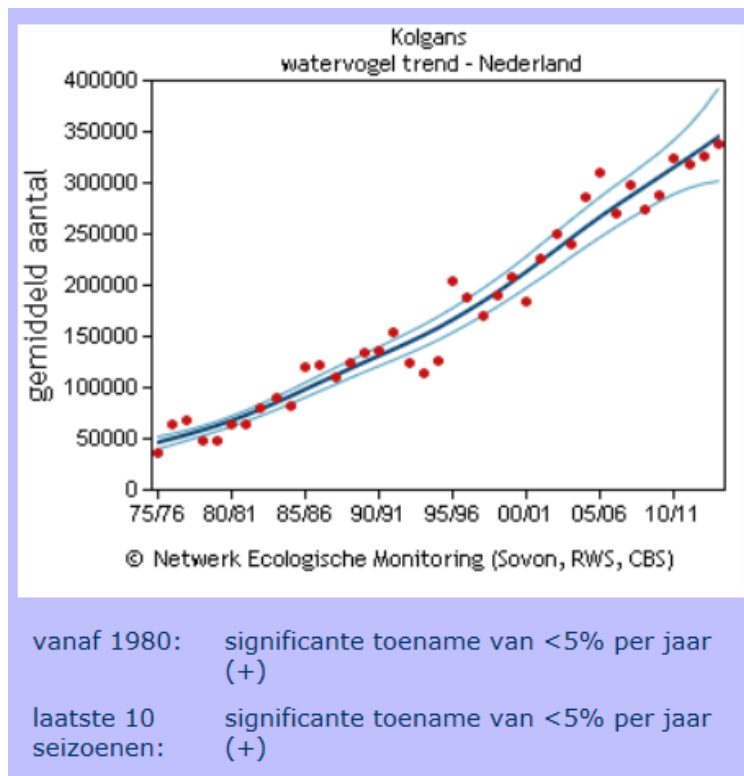 Kolgans
watervogel trend - Nederland
gemiddeld aantal
400000
350000
300000
250000
200000
150000
100000
50000
0
75/76 80/81 85/86 90/91 95/96 00/01 05/06 10/11
© Netwerk Ecologische Monitoring (Sovon, RWS, CBS)
vanaf 1980: significante toename van <5% per jaar
(+)
laatste 10 significante toename van <5% per jaar
seizoenen: (+)